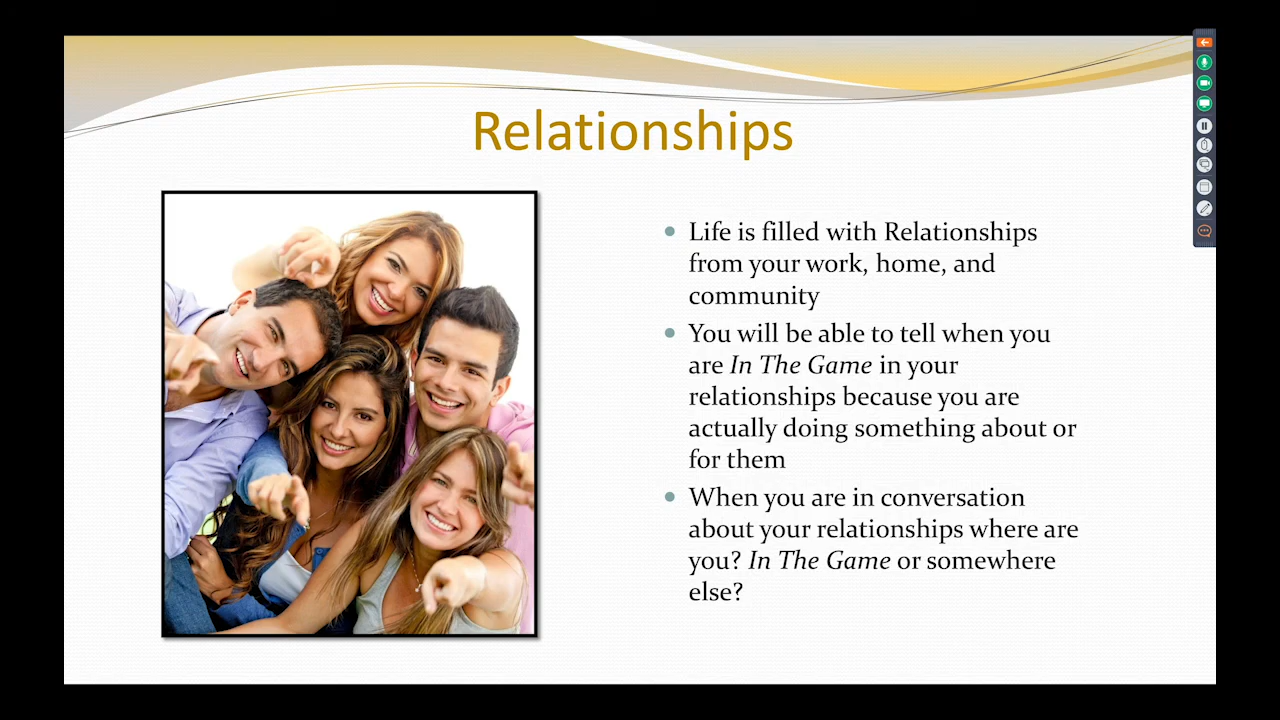 Relationships
Life is filled with Relationships
from your work, home, and
community
You will be able to tell when you
are In The Game in your
relationships because you are
actually doing something about or
for them
When you are in conversation
about your relationships where are
you? In The Game or somewhere
else?